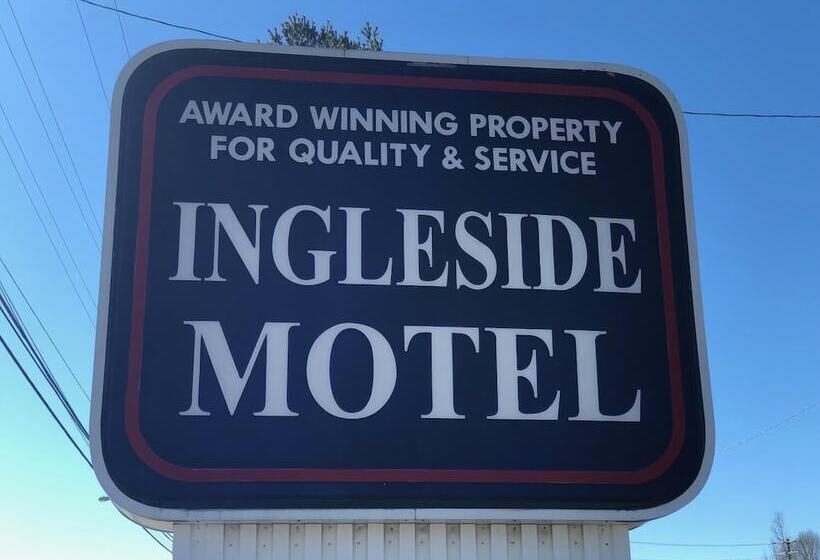 AWARD WINNING PROPERTY
FOR QUALITY & SERVICE
INGLESIDE
MOTEL